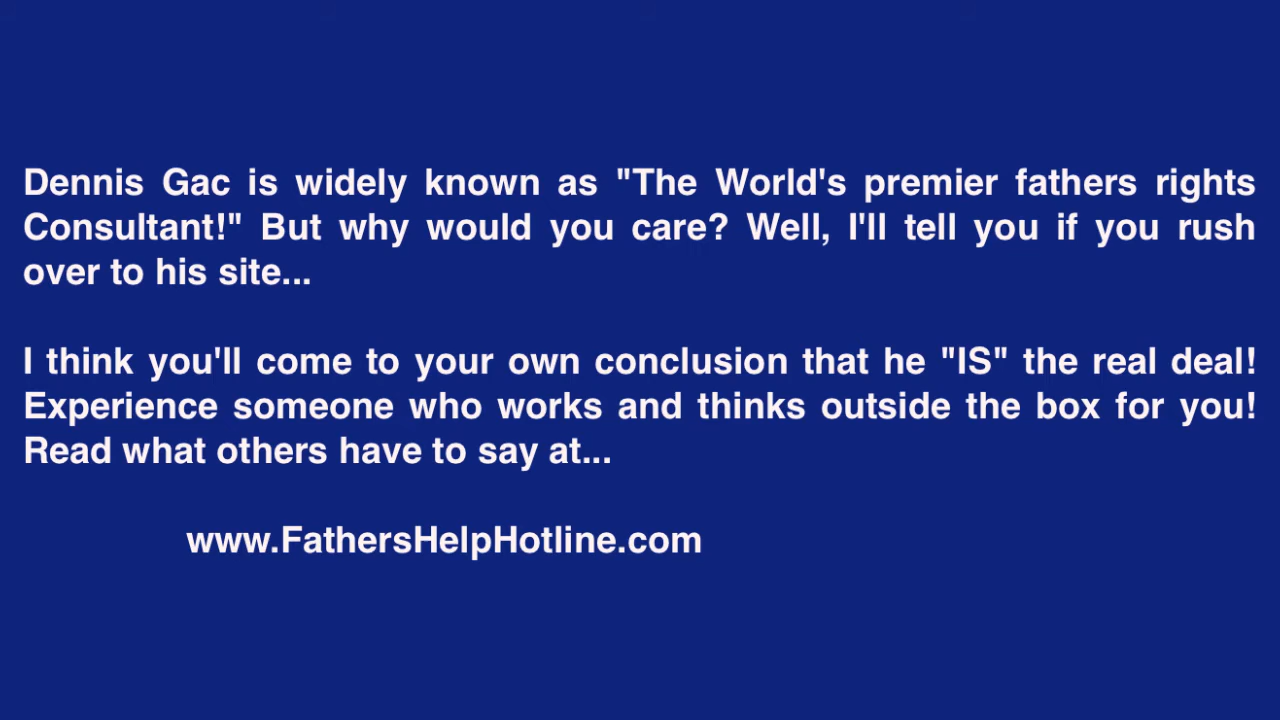 Dennis Gac is widely known as "The World's premier fathers rights
Consultant!" But why would you care? Well, I'll tell you if you rush
over to his site...
I think you'll come to your own conclusion that he "IS" the real deal!
Experience someone who works and thinks outside the box for you!
Read what others have to say at...
www.FathersHelpHotline.com